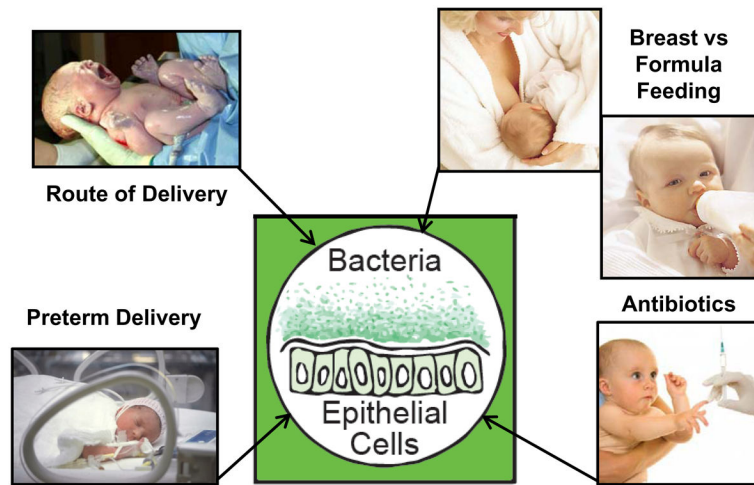 Breast vs
Formula
Feeding
Route of Delivery
Bacteria
Preterm Delivery
Antibiotics
Epithelial
Cells